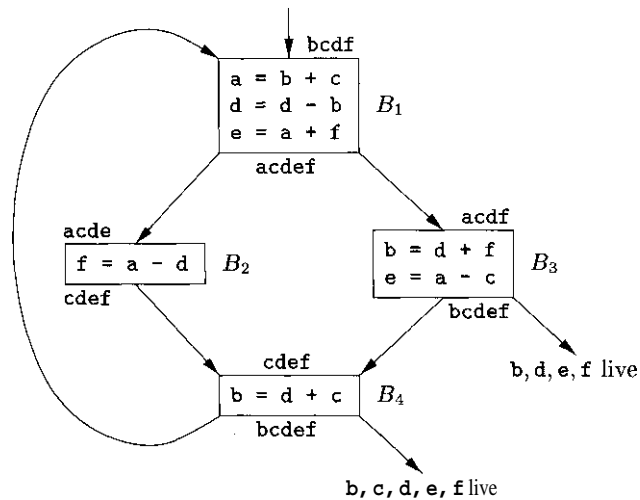 bcdf
a = b + c
d = d - b
e = a + f
B1
acdef
acde
f = a - d
B2
cdef
acdf
b = d + f
e = a - c
B3
bcdef
b, d, e, f live
cdef
b = d + c
B4
bcdef
b, c, d, e, f live